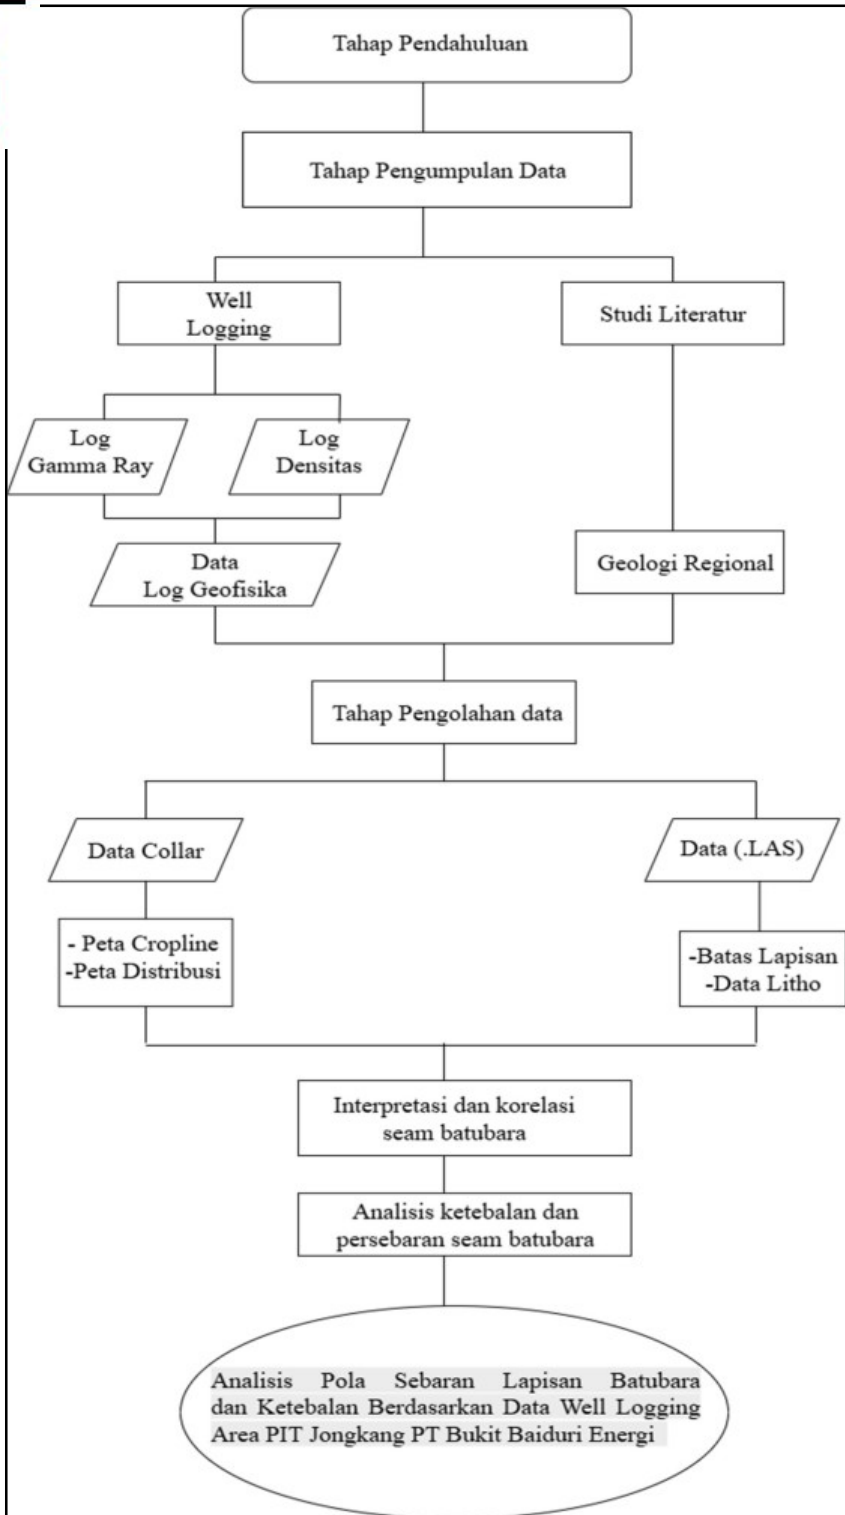 Tahap Pendahuluan
Tahap Pengumpulan Data
Well
Logging
Studi Literatur
Log
Gamma Ray
Log
Densitas
Data
Log Geofisika
Geologi Regional
Tahap Pengolahan data
Data Collar
Data (.LAS)
- Peta Cropline
-Peta Distribusi
-Batas Lapisan
-Data Litho
Interpretasi dan korelasi
seam batubara
Analisis ketebalan dan
persebaran seam batubara
Analisis Pola Sebaran Lapisan Batubara
dan Ketebalan Berdasarkan Data Well Logging
Area PIT Jongkang PT Bukit Baiduri Energi